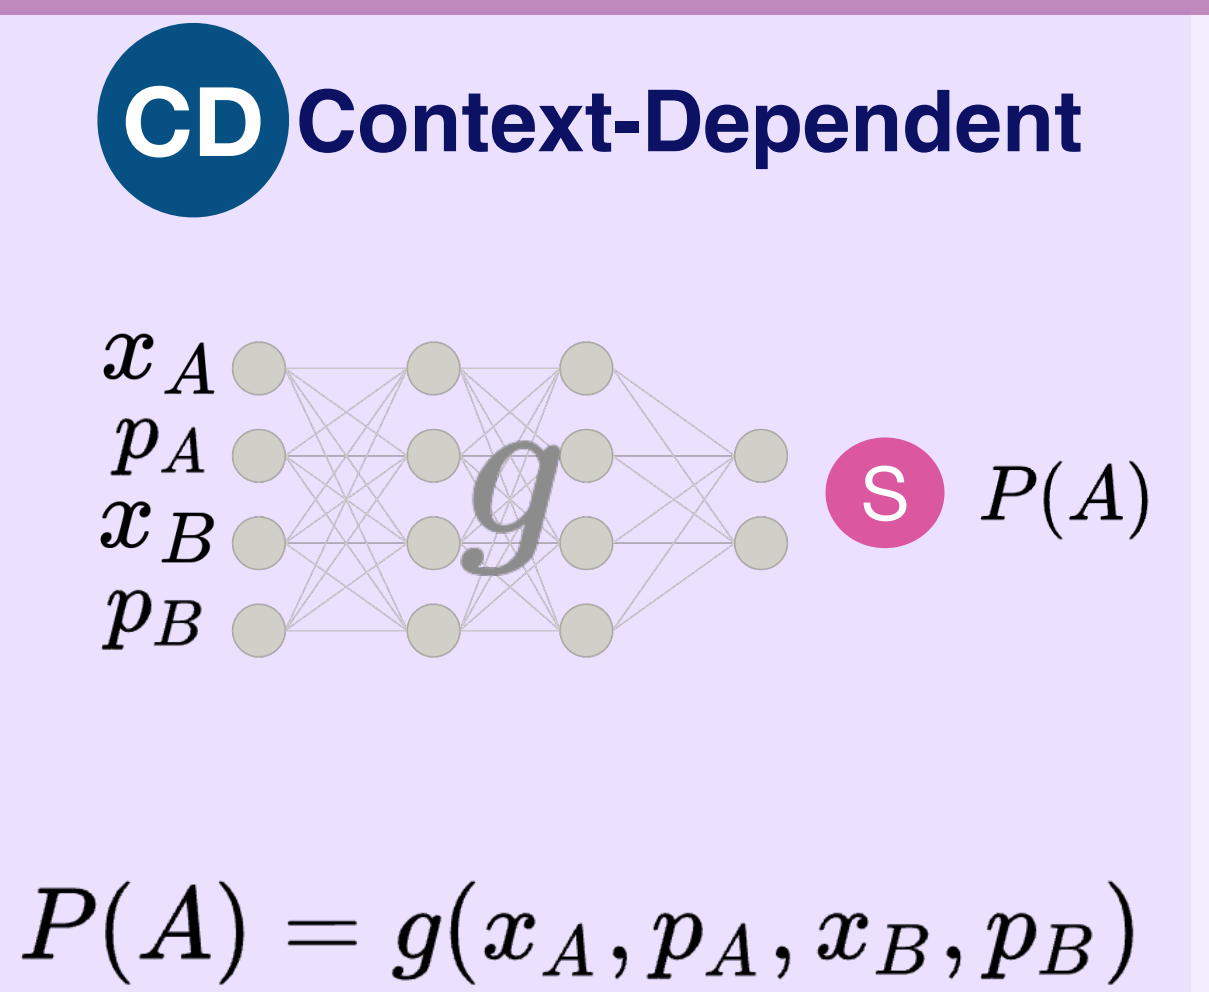 CD Context-Dependent
x_A
p_A
x_B
p_B
g
S P(A)
P(A) = g(x_A, p_A, x_B, p_B)